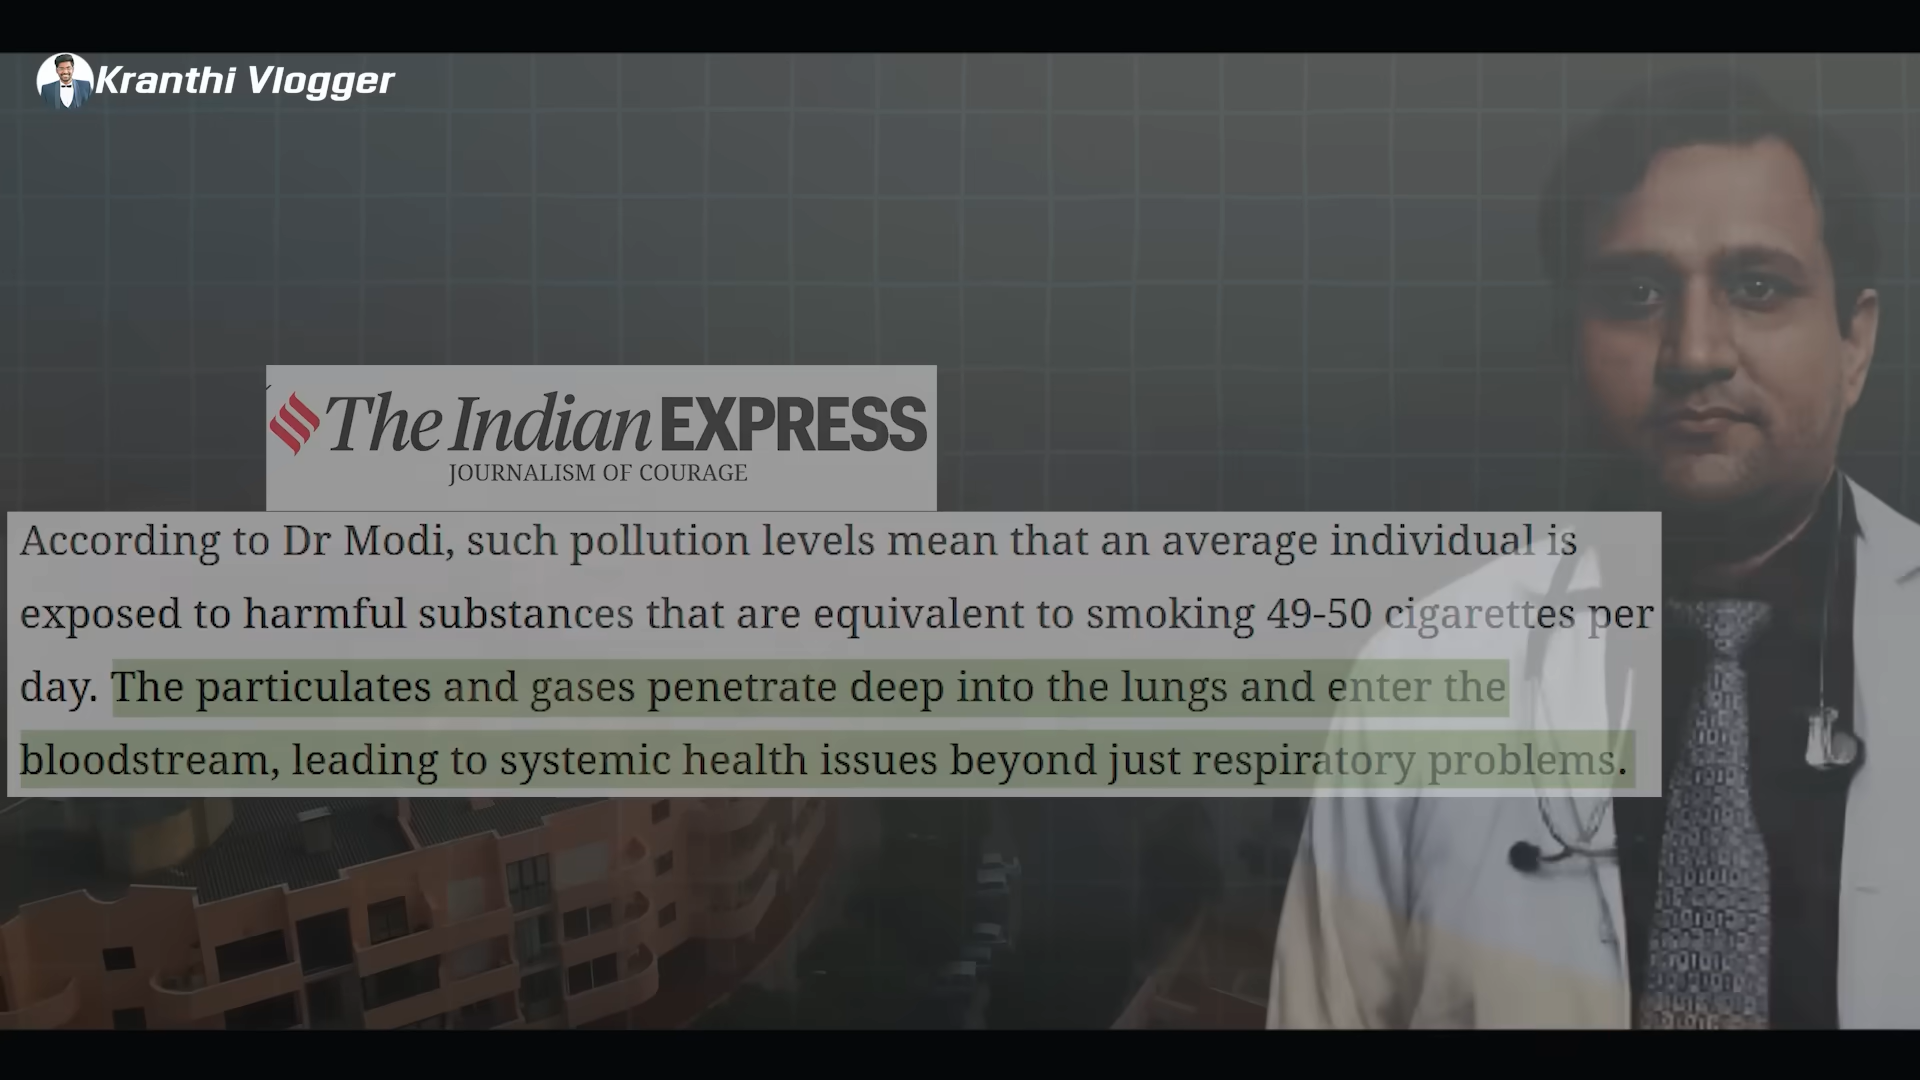 Kranthi Vlogger
The Indian EXPRESS
JOURNALISM OF COURAGE
According to Dr Modi, such pollution levels mean that an average individual is
exposed to harmful substances that are equivalent to smoking 49-50 cigarettes per
day. The particulates and gases penetrate deep into the lungs and enter the
bloodstream, leading to systemic health issues beyond just respiratory problems.